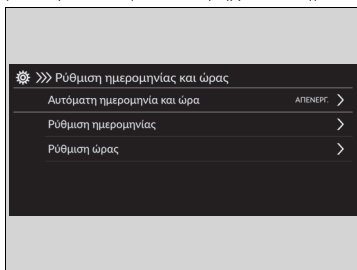 Ρύθμιση ημερομηνίας και ώρας
Αυτόματη ημερομηνία και ώρα ΑΠΕΝΕΡΓ.
Ρύθμιση ημερομηνίας
Ρύθμιση ώρας